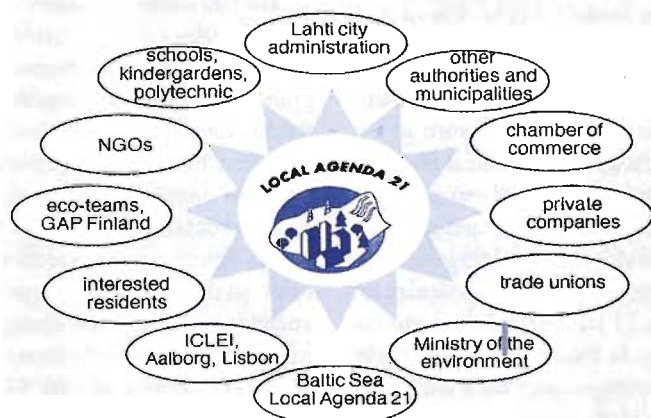 Lahti city
administration
other
authorities and
municipalities
chamber of
commerce
private
companies
trade unions
Ministry of the
environment
Baltic Sea
Local Agenda 21
ICLEI,
Aalborg, Lisbon
interested
residents
eco-teams,
GAP Finland
NGOs
schools,
kindergardens,
polytechnic
LOCAL AGENDA 21